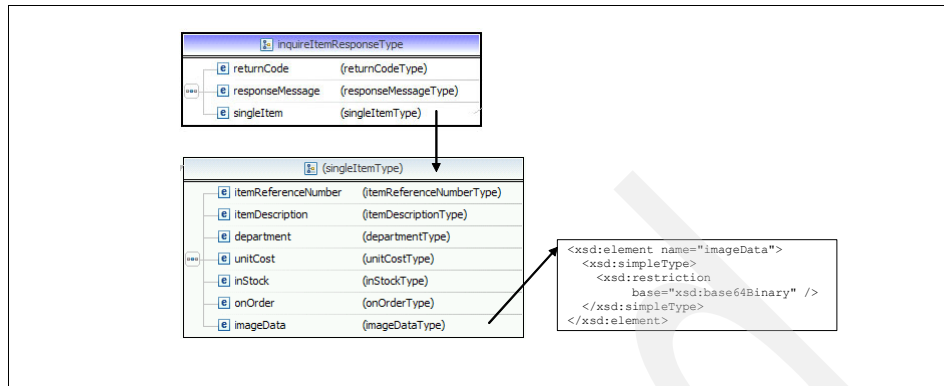 inquireItemResponseType
e returnCode (returnCodeType)
e responseMessage (responseMessageType)
e singleItem (singleItemType)
(singleItemType)
e itemReferenceNumber (itemReferenceNumberType)
e itemDescription (itemDescriptionType)
e department (departmentType)
e unitCost (unitCostType)
e inStock (inStockType)
e onOrder (onOrderType)
e imageData (imageDataType)
<xsd:element name="imageData">
<xsd:simpleType>
<xsd:restriction
base="xsd:base64Binary" />
</xsd:simpleType>
</xsd:element>